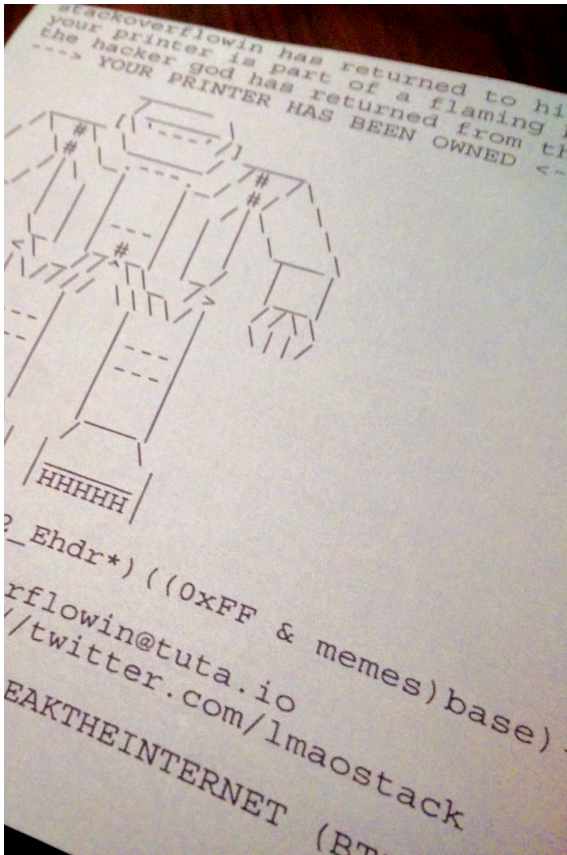 stackoverflowin has returned to hi
your printer is part of a flaming
the hacker god has returned from th
---> YOUR PRINTER HAS BEEN OWNED <-
#
#
#
#
#
HHHHH
_Ehdr*)((0xFF & memes)base)
rflowin@tuta.io
//twitter.com/lmaostack
EAKTHEINTERNET (BT